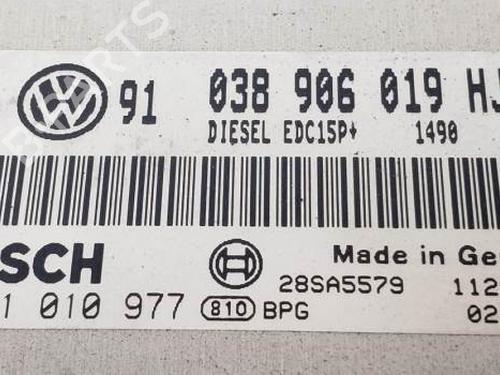 91 038 906 019 H
DIESEL EDC15P+ 1490
SCH
Made in Ge
28SA5579 112
1 010 977 810 BPG 02